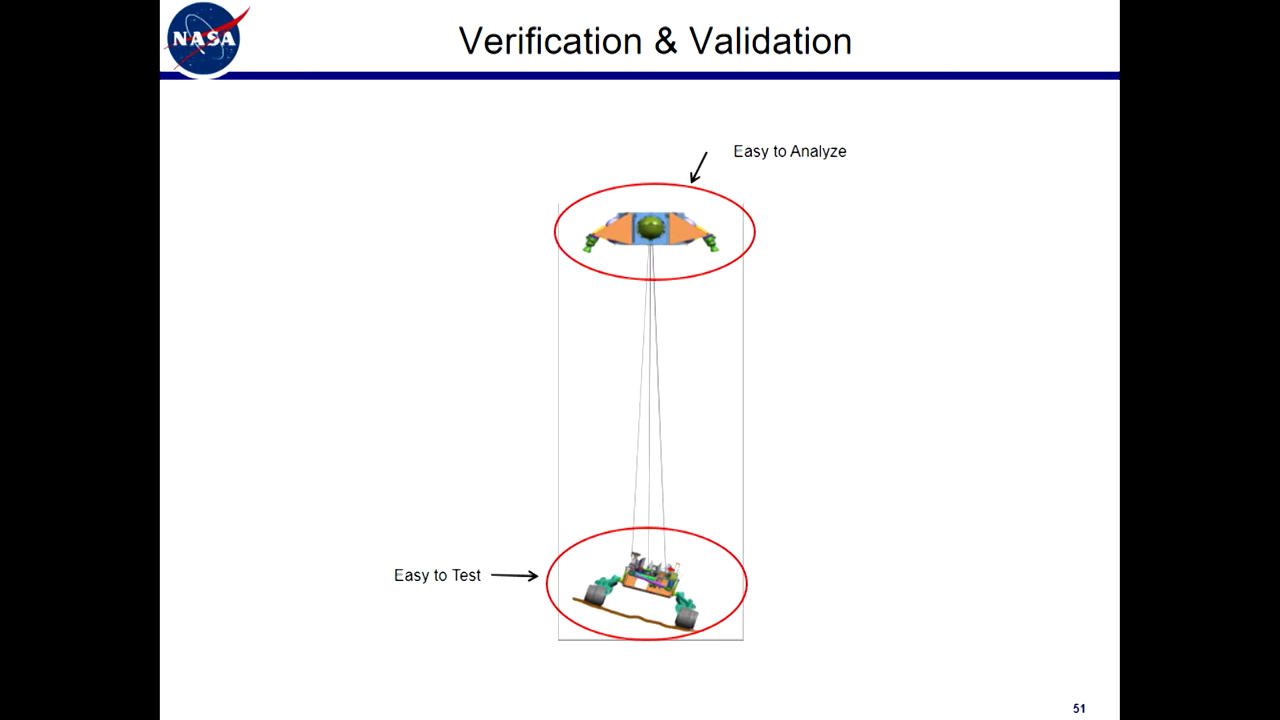 NASA
Verification & Validation
Easy to Analyze
Easy to Test
51